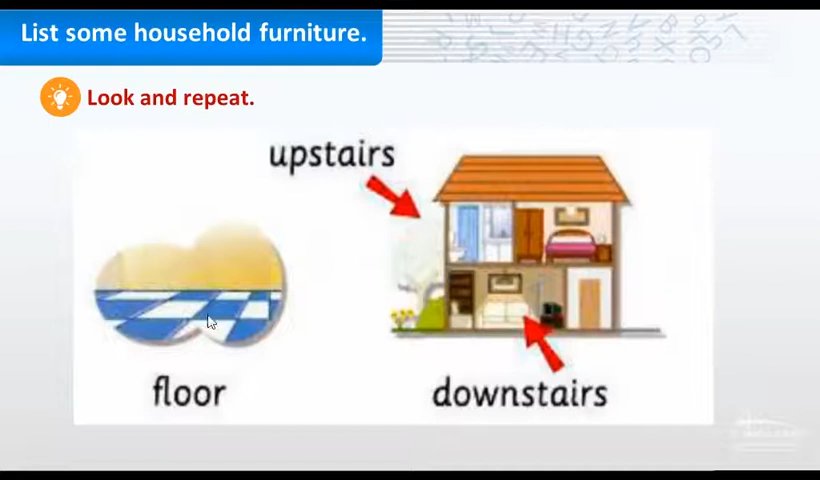 List some household furniture.
Look and repeat.
upstairs
floor
downstairs